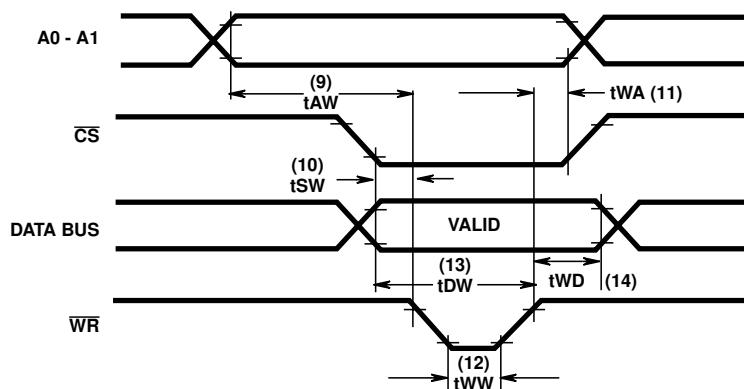 A0 - A1
(9)
tAW
tWA (11)
CS
(10)
tSW
DATA BUS
VALID
(13)
tDW
tWD (14)
WR
(12)
tWW